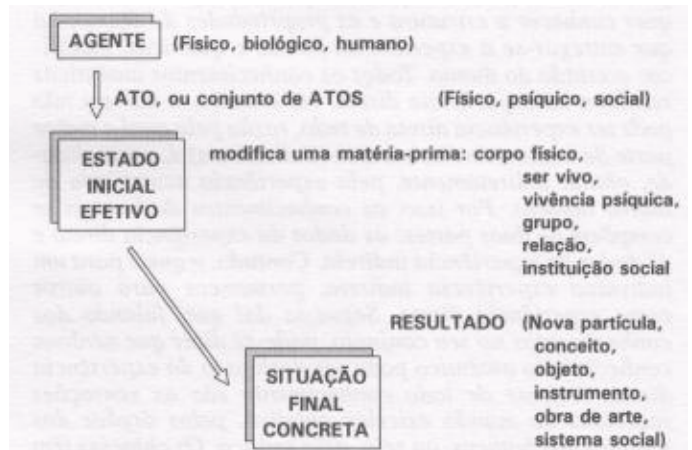 AGENTE (Físico, biológico, humano)
ATO, ou conjunto de ATOS (Físico, psíquico, social)
ESTADO INICIAL EFETIVO
modifica uma matéria-prima: corpo físico,
ser vivo,
vivência psíquica,
grupo,
relação,
instituição social
RESULTADO (Nova partícula,
conceito,
objeto,
instrumento,
obra de arte,
sistema social)
SITUAÇÃO
FINAL
CONCRETA